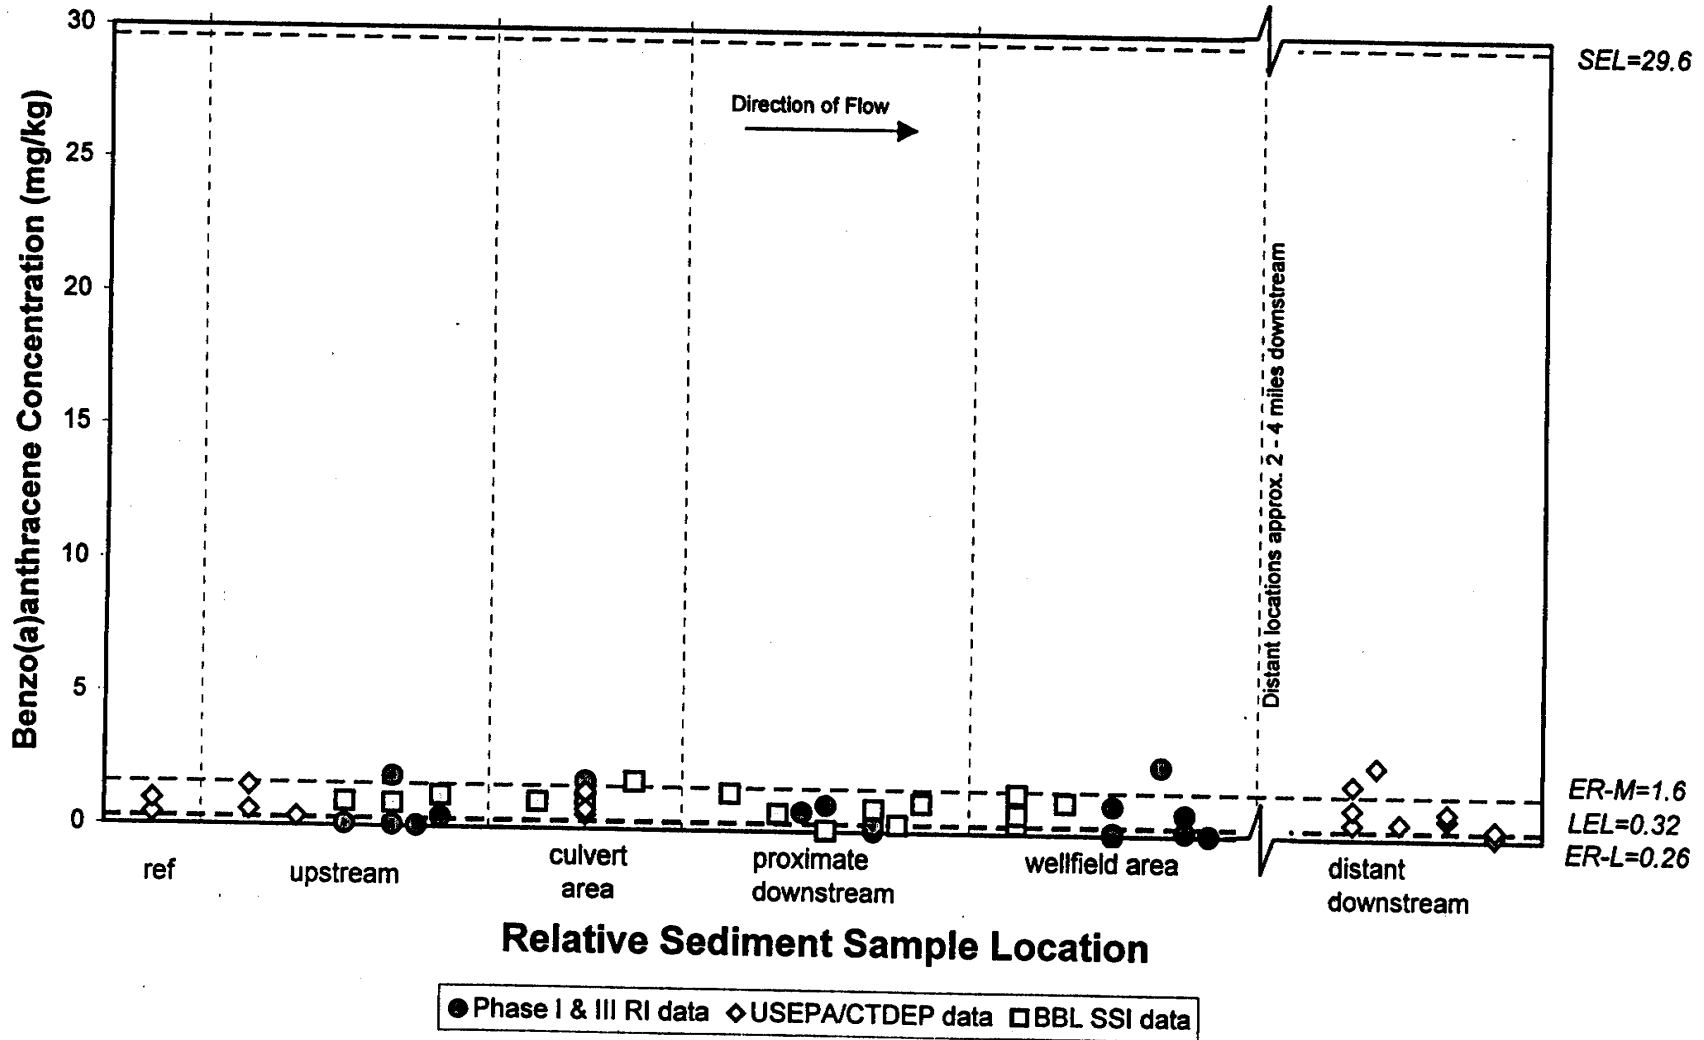 30
SEL=29.6
Direction of Flow
25
20
15
10
5
0
Benzo(a)anthracene Concentration (mg/kg)
Distant locations approx. 2 - 4 miles downstream
ER-M=1.6
LEL=0.32
ER-L=0.26
ref
upstream
culvert
area
proximate
downstream
wellfield area
distant
downstream
Relative Sediment Sample Location
Phase I & III RI data USEPA/CTDEP data BBL SSI data